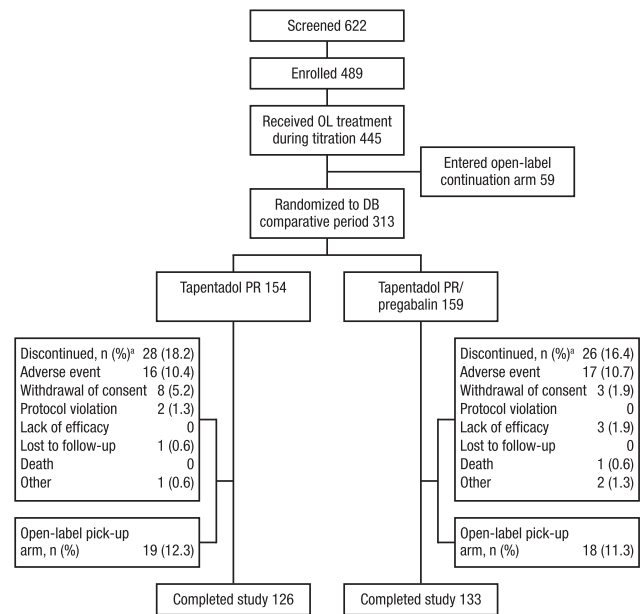 Screened 622
Enrolled 489
Received OL treatment
during titration 445
Entered open-label
continuation arm 59
Randomized to DB
comparative period 313
Tapentadol PR 154
Tapentadol PR/
pregabalin 159
Discontinued, n (%)ᵃ 28 (18.2)
Adverse event 16 (10.4)
Withdrawal of consent 8 (5.2)
Protocol violation 2 (1.3)
Lack of efficacy 0
Lost to follow-up 1 (0.6)
Death 0
Other 1 (0.6)
Discontinued, n (%)ᵃ 26 (16.4)
Adverse event 17 (10.7)
Withdrawal of consent 3 (1.9)
Protocol violation 0
Lack of efficacy 3 (1.9)
Lost to follow-up 0
Death 1 (0.6)
Other 2 (1.3)
Open-label pick-up
arm, n (%) 19 (12.3)
Open-label pick-up
arm, n (%) 18 (11.3)
Completed study 126
Completed study 133